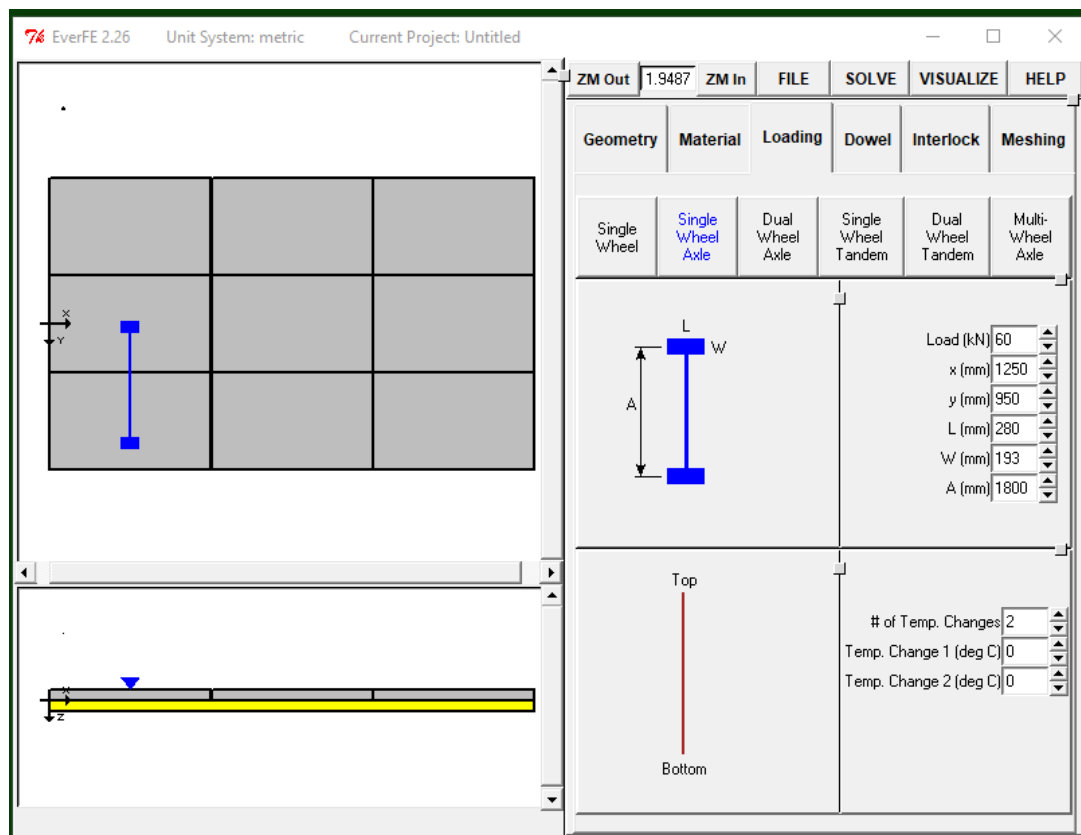 EverFE 2.26 Unit System: metric Current Project: Untitled
ZM Out 1.9487 ZM In FILE SOLVE VISUALIZE HELP
Geometry Material Loading Dowel Interlock Meshing
Single
Wheel
Single
Wheel
Axle
Dual
Wheel
Axle
Single
Wheel
Tandem
Dual
Wheel
Tandem
Multi-
Wheel
Axle
X
Y
L
W
A
Load (kN) 60
x (mm) 1250
y (mm) 950
L (mm) 280
W (mm) 193
A (mm) 1800
X
Z
Top
Bottom
# of Temp. Changes 2
Temp. Change 1 (deg C) 0
Temp. Change 2 (deg C) 0